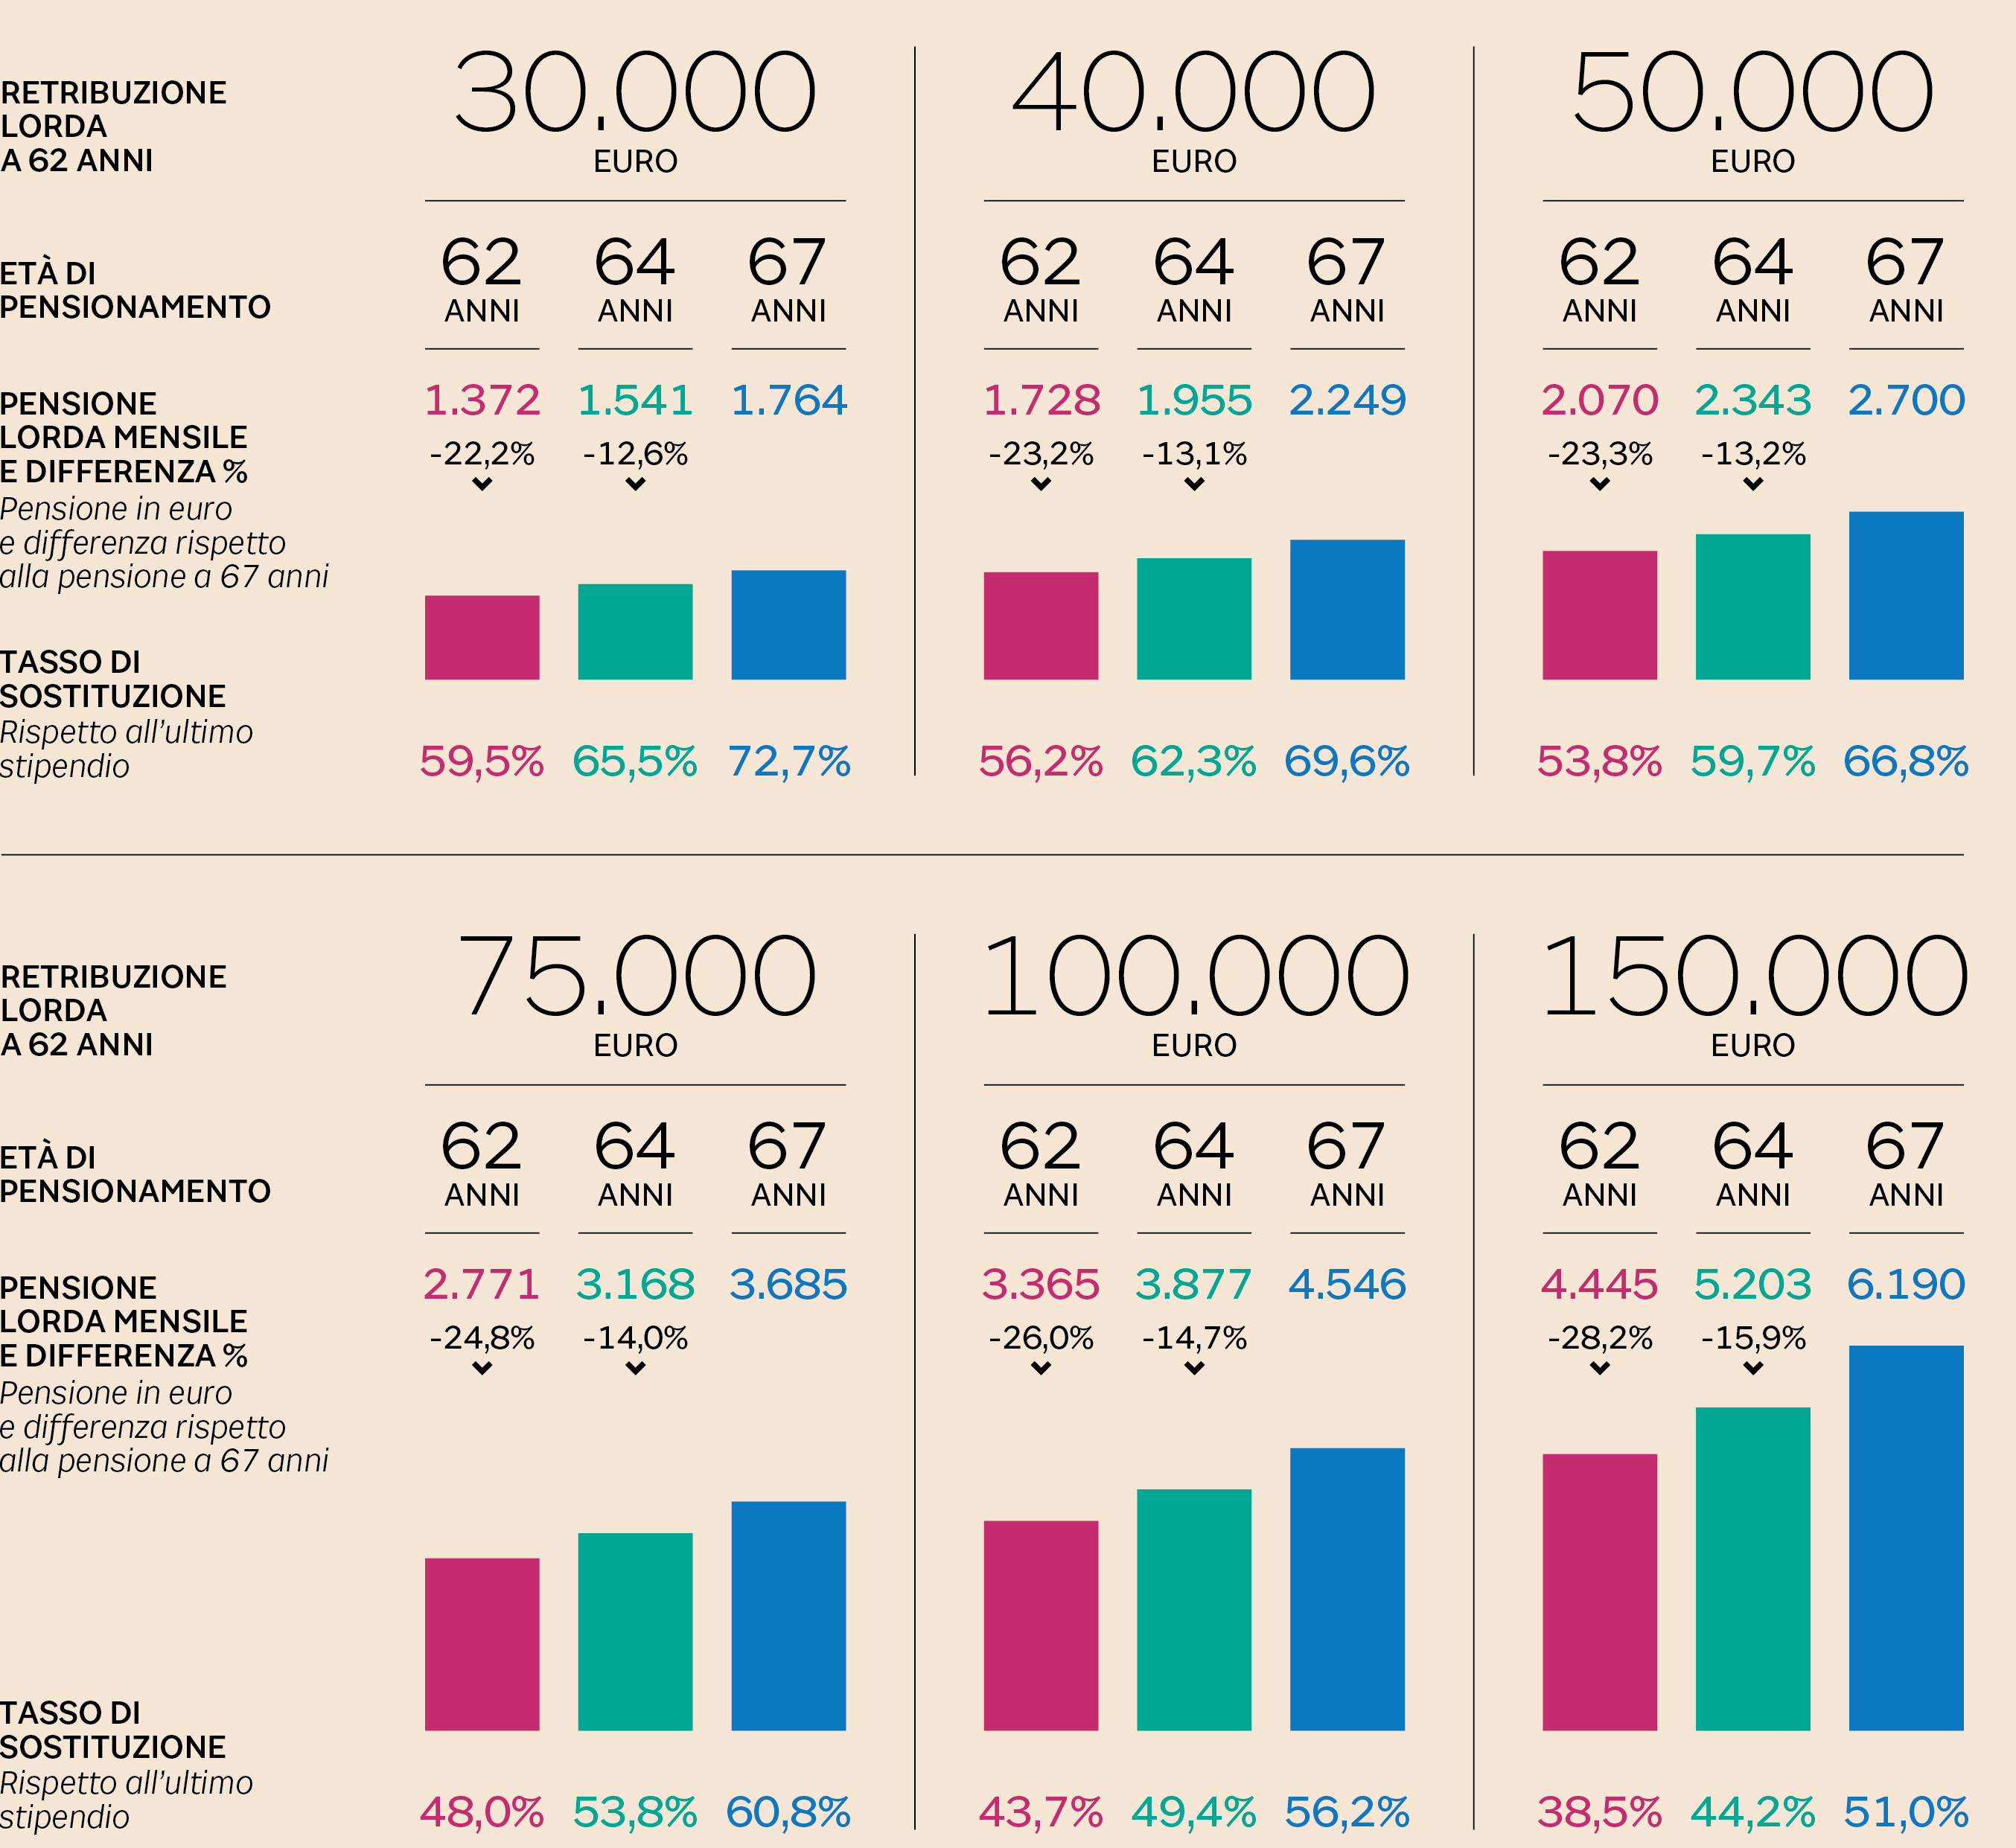 RETRIBUZIONE
LORDA
A 62 ANNI
30.000
EURO
40.000
EURO
50.000
EURO
ETÀ DI
PENSIONAMENTO
62 64 67
ANNI ANNI ANNI
62 64 67
ANNI ANNI ANNI
62 64 67
ANNI ANNI ANNI
PENSIONE
LORDA MENSILE
E DIFFERENZA %
Pensione in euro
e differenza rispetto
alla pensione a 67 anni
1.372 1.541 1.764
-22,2% -12,6%
1.728 1.955 2.249
-23,2% -13,1%
2.070 2.343 2.700
-23,3% -13,2%
TASSO DI
SOSTITUZIONE
Rispetto all’ultimo
stipendio
59,5% 65,5% 72,7%
56,2% 62,3% 69,6%
53,8% 59,7% 66,8%
RETRIBUZIONE
LORDA
A 62 ANNI
75.000
EURO
100.000
EURO
150.000
EURO
ETÀ DI
PENSIONAMENTO
62 64 67
ANNI ANNI ANNI
62 64 67
ANNI ANNI ANNI
62 64 67
ANNI ANNI ANNI
PENSIONE
LORDA MENSILE
E DIFFERENZA %
Pensione in euro
e differenza rispetto
alla pensione a 67 anni
2.771 3.168 3.685
-24,8% -14,0%
3.365 3.877 4.546
-26,0% -14,7%
4.445 5.203 6.190
-28,2% -15,9%
TASSO DI
SOSTITUZIONE
Rispetto all’ultimo
stipendio
48,0% 53,8% 60,8%
43,7% 49,4% 56,2%
38,5% 44,2% 51,0%